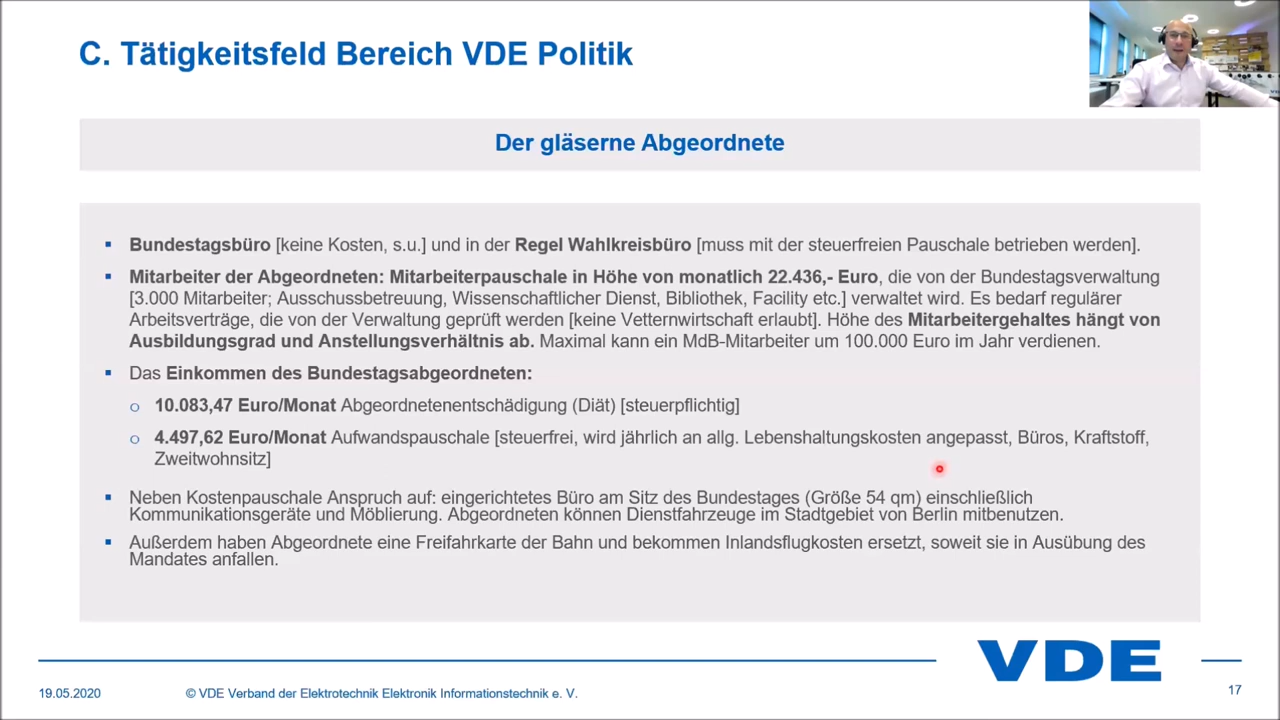 C. Tätigkeitsfeld Bereich VDE Politik
Der gläserne Abgeordnete
▪ Bundestagsbüro [keine Kosten, s.u.] und in der Regel Wahlkreisbüro [muss mit der steuerfreien Pauschale betrieben werden].
▪ Mitarbeiter der Abgeordneten: Mitarbeiterpauschale in Höhe von monatlich 22.436,- Euro, die von der Bundestagsverwaltung
[3.000 Mitarbeiter; Ausschussbetreuung, Wissenschaftlicher Dienst, Bibliothek, Facility etc.] verwaltet wird. Es bedarf regulärer
Arbeitsverträge, die von der Verwaltung geprüft werden [keine Vetternwirtschaft erlaubt]. Höhe des Mitarbeitergehaltes hängt von
Ausbildungsgrad und Anstellungsverhältnis ab. Maximal kann ein MdB-Mitarbeiter um 100.000 Euro im Jahr verdienen.
▪ Das Einkommen des Bundestagsabgeordneten:
o 10.083,47 Euro/Monat Abgeordnetenentschädigung (Diät) [steuerpflichtig]
o 4.497,62 Euro/Monat Aufwandspauschale [steuerfrei, wird jährlich an allg. Lebenshaltungskosten angepasst, Büros, Kraftstoff,
Zweitwohnsitz]
▪ Neben Kostenpauschale Anspruch auf: eingerichtetes Büro am Sitz des Bundestages (Größe 54 qm) einschließlich
Kommunikationsgeräte und Möblierung. Abgeordneten können Dienstfahrzeuge im Stadtgebiet von Berlin mitbenutzen.
▪ Außerdem haben Abgeordnete eine Freifahrkarte der Bahn und bekommen Inlandsflugkosten ersetzt, soweit sie in Ausübung des
Mandates anfallen.
VDE
19.05.2020
© VDE Verband der Elektrotechnik Elektronik Informationstechnik e. V.
17